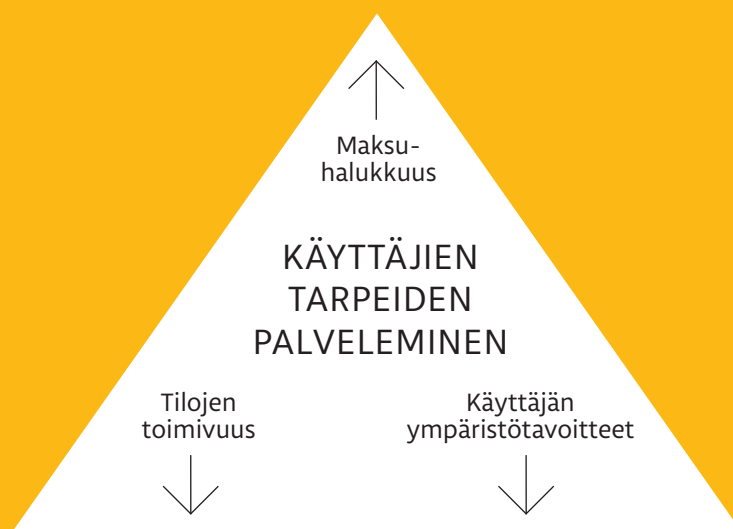 Maksu-
halukkuus
KÄYTTÄJIEN
TARPEIDEN
PALVELEMINEN
Tilojen
toimivuus
Käyttäjän
ympäristötavoitteet